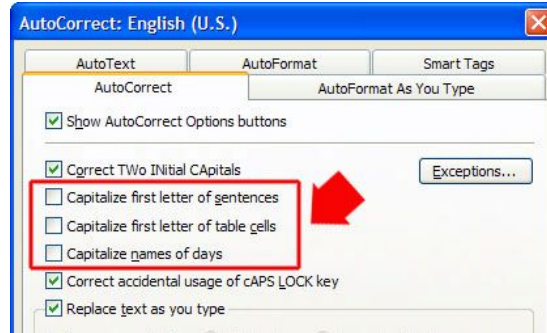 AutoCorrect: English (U.S.)
AutoText AutoFormat Smart Tags
AutoCorrect AutoFormat As You Type
Show AutoCorrect Options buttons
Correct TWo INitial CApitals Exceptions...
Capitalize first letter of sentences
Capitalize first letter of table cells
Capitalize names of days
Correct accidental usage of cAPS LOCK key
Replace text as you type